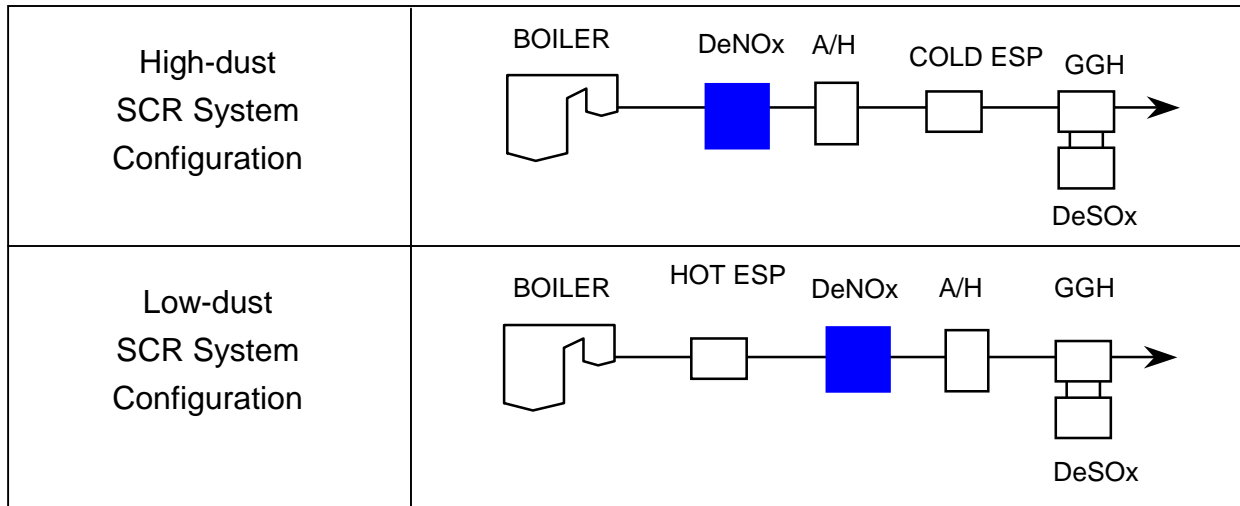 High-dust
SCR System
Configuration
BOILER
DeNOx
A/H
COLD ESP
GGH
DeSOx
Low-dust
SCR System
Configuration
BOILER
HOT ESP
DeNOx
A/H
GGH
DeSOx